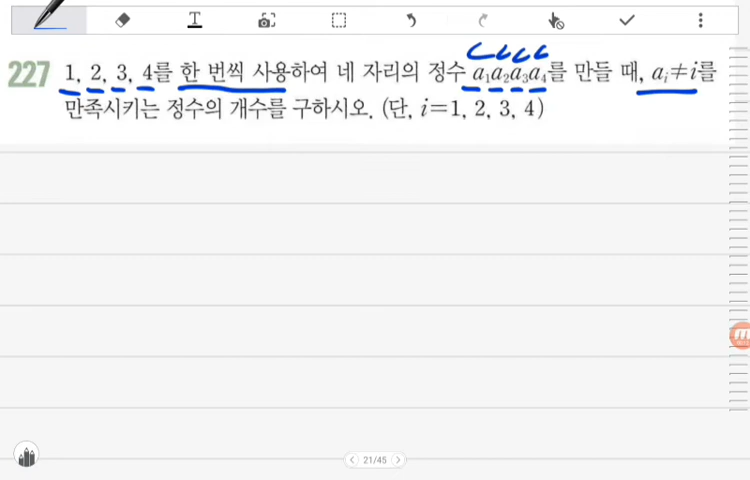 T
227 1, 2, 3, 4를 한 번씩 사용하여 네 자리의 정수 a₁a₂a₃a₄를 만들 때, aᵢ≠i를
만족시키는 정수의 개수를 구하시오. (단, i=1, 2, 3, 4)
21/45